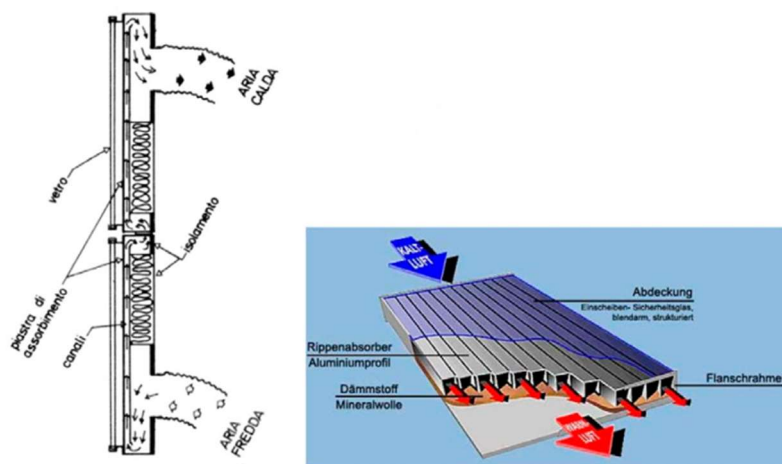 ARIA
CALDA
vetro
isolamento
piastra di
assorbimento
canali
ARIA
FREDDA
KALT-
LUFT
Abdeckung
Einscheiben- Sicherheitsglas,
blendarm, strukturiert
Rippenabsorber
Aluminiumprofil
Dämmstoff
Mineralwolle
Flanschrahmen
LUFT